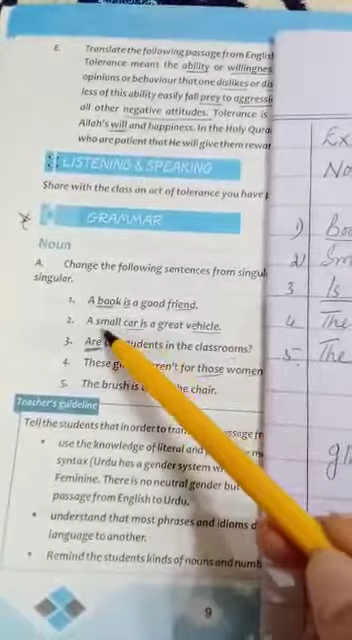 E. Translate the following passage from Englis
Tolerance means the ability or willingnes
opinions or behaviour that one dislikes or dis
less of this ability easily fall prey to aggressi
all other negative attitudes. Tolerance is
Allah's will and happiness. In the Holy Qura
who are patient that He will give them rewar
LISTENING & SPEAKING
Share with the class an act of tolerance you have
GRAMMAR
Noun
A. Change the following sentences from singul
singular.
1. A book is a good friend.
2. A small car is a great vehicle.
3. Are students in the classrooms?
4. These aren't for those women
5. The brush is chair.
Teacher's guideline
Tell the students that in order to passage fr
• use the knowledge of literal and
syntax (Urdu has a gender system
Feminine. There is no neutral gender but
passage from English to Urdu.
• understand that most phrases and idioms
language to another.
• Remind the students kinds of nouns and numb
9
Ex
No
1) Boo
2) Sm
3 Is
4 The
5. The